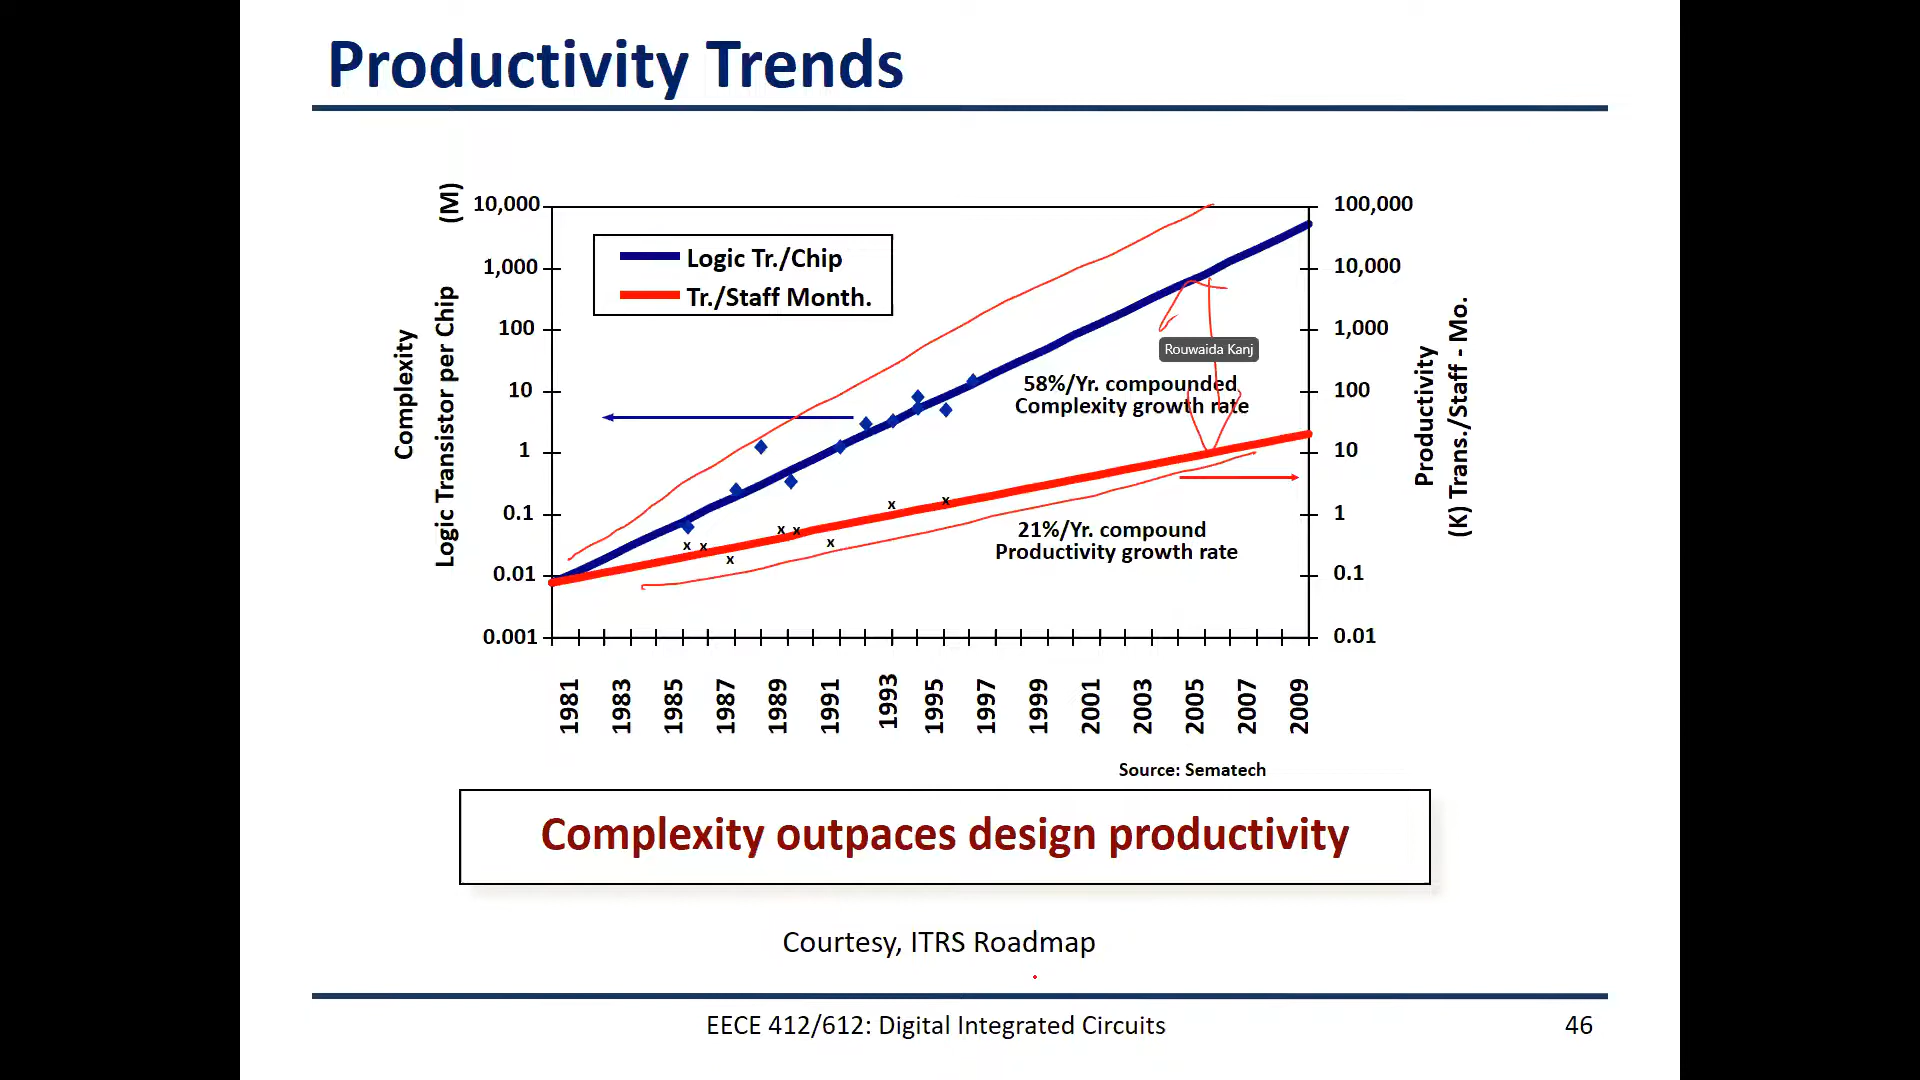 Productivity Trends
Complexity
Logic Transistor per Chip (M)
10,000
1,000
100
10
1
0.1
0.01
0.001
Logic Tr./Chip
Tr./Staff Month.
Rouwaida Kanj
58%/Yr. compounded
Complexity growth rate
21%/Yr. compound
Productivity growth rate
x x x x x x x x
100,000
10,000
1,000
100
10
1
0.1
0.01
Productivity
(K) Trans./Staff - Mo.
1981 1983 1985 1987 1989 1991 1993 1995 1997 1999 2001 2003 2005 2007 2009
Source: Sematech
Complexity outpaces design productivity
Courtesy, ITRS Roadmap
EECE 412/612: Digital Integrated Circuits
46